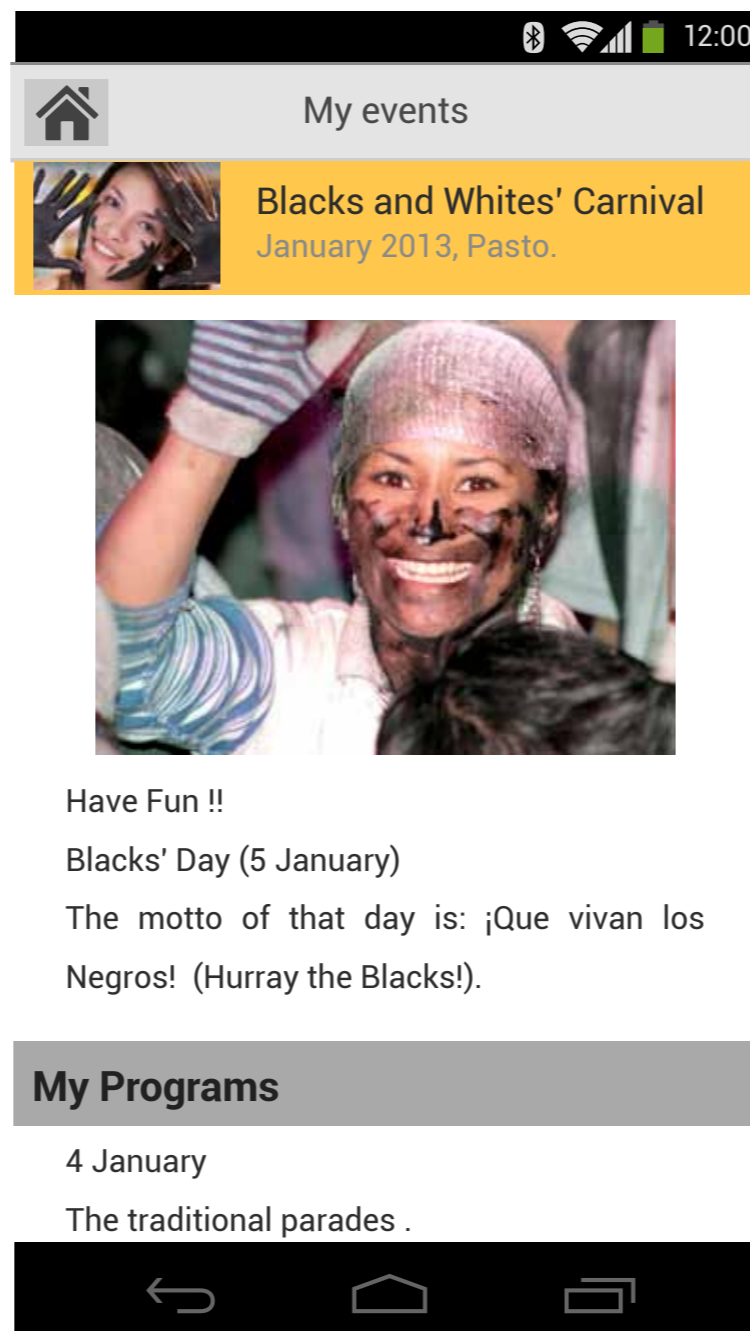 12:00
My events
Blacks and Whites' Carnival
January 2013, Pasto.
Have Fun !!
Blacks' Day (5 January)
The motto of that day is: ¡Que vivan los
Negros! (Hurray the Blacks!).
My Programs
4 January
The traditional parades .